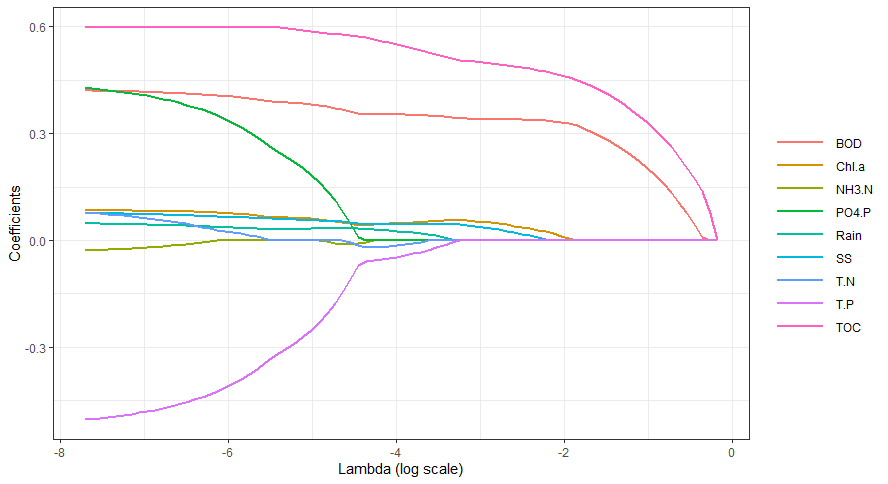 0.6
0.3
0.0
-0.3
Coefficients
-8
-6
-4
-2
0
Lambda (log scale)
BOD
Chl.a
NH3.N
PO4.P
Rain
SS
T.N
T.P
TOC